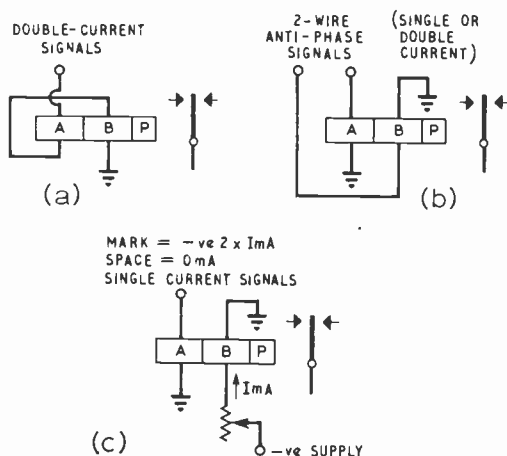 DOUBLE-CURRENT
SIGNALS
A B P
(a)
2-WIRE
ANTI-PHASE
SIGNALS
(SINGLE OR
DOUBLE
CURRENT)
A B P
(b)
MARK = -ve 2 x ImA
SPACE = 0mA
SINGLE CURRENT SIGNALS
A B P
ImA
(c)
-ve SUPPLY